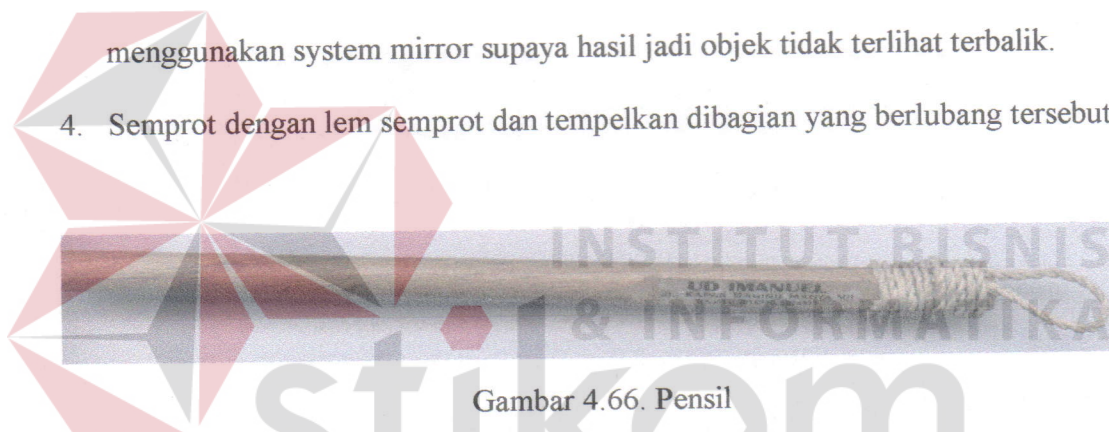 menggunakan system mirror supaya hasil jadi objek tidak terlihat terbalik.
4. Semprot dengan lem semprot dan tempelkan dibagian yang berlubang tersebut
INSTITUT BISNIS
& INFORMATIKA
UD IMANUEL
stikom
Gambar 4.66. Pensil